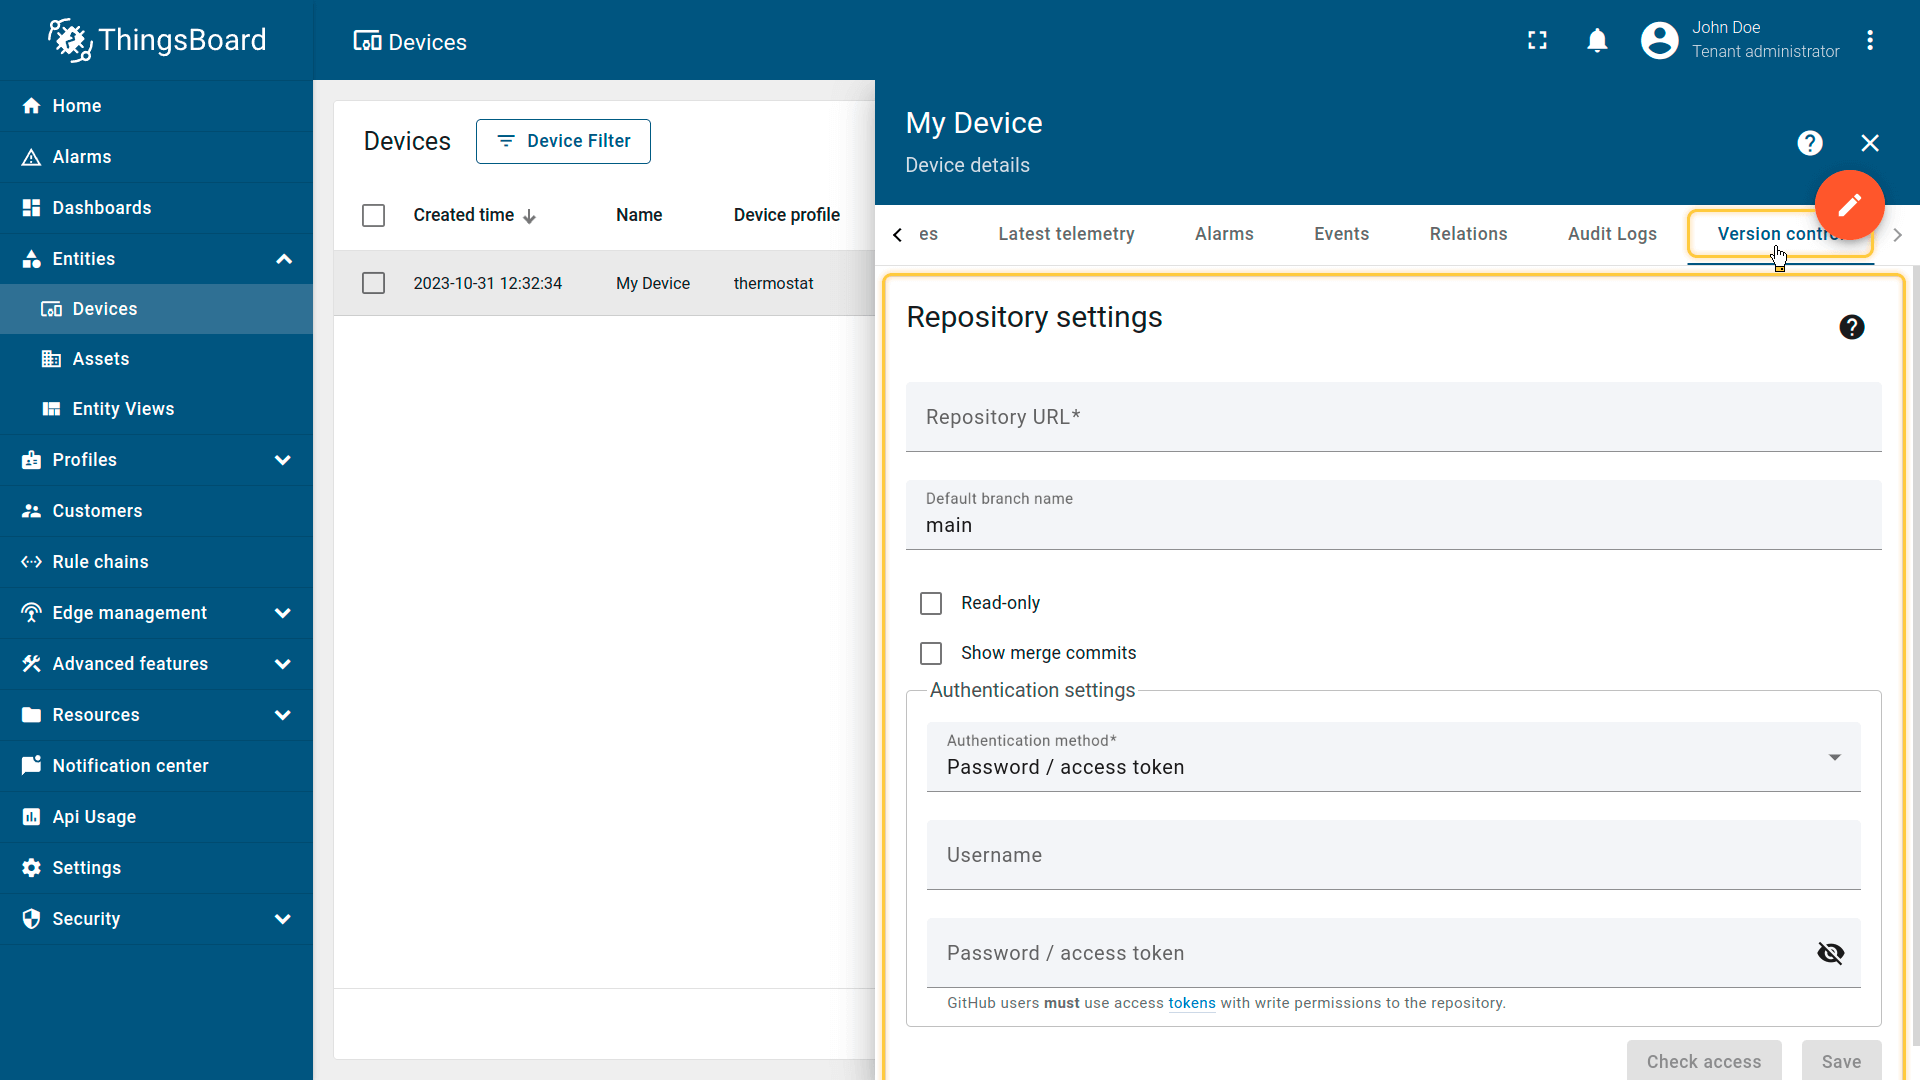 ThingsBoard
Devices
John Doe
Tenant administrator
Home
Alarms
Dashboards
Entities
Devices
Assets
Entity Views
Profiles
Customers
Rule chains
Edge management
Advanced features
Resources
Notification center
Api Usage
Settings
Security
Devices
Device Filter
Created time
Name
Device profile
2023-10-31 12:32:34
My Device
thermostat
My Device
Device details
es
Latest telemetry
Alarms
Events
Relations
Audit Logs
Version contro
Repository settings
Repository URL*
Default branch name
main
Read-only
Show merge commits
Authentication settings
Authentication method*
Password / access token
Username
Password / access token
GitHub users must use access tokens with write permissions to the repository.
Check access
Save